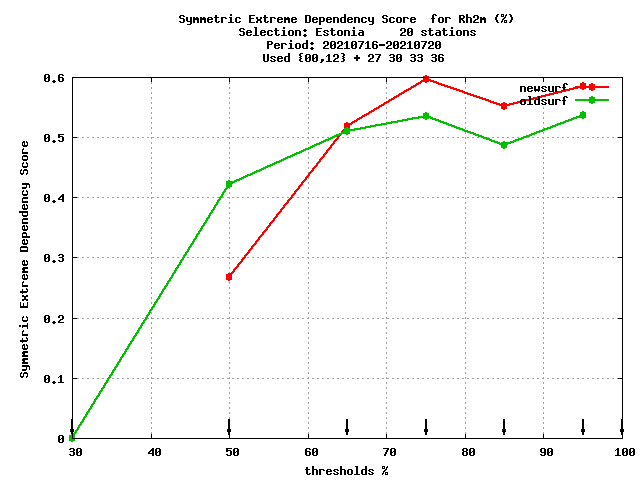 Symmetric Extreme Dependency Score  for Rh2m (%)
Selection: Estonia     20 stations
Period: 20210716-20210720
Used {00,12} + 27 30 33 36
newsurf
oldsurf
Symmetric Extreme Dependency Score
0.6
0.5
0.4
0.3
0.2
0.1
0
30 40 50 60 70 80 90 100
thresholds %